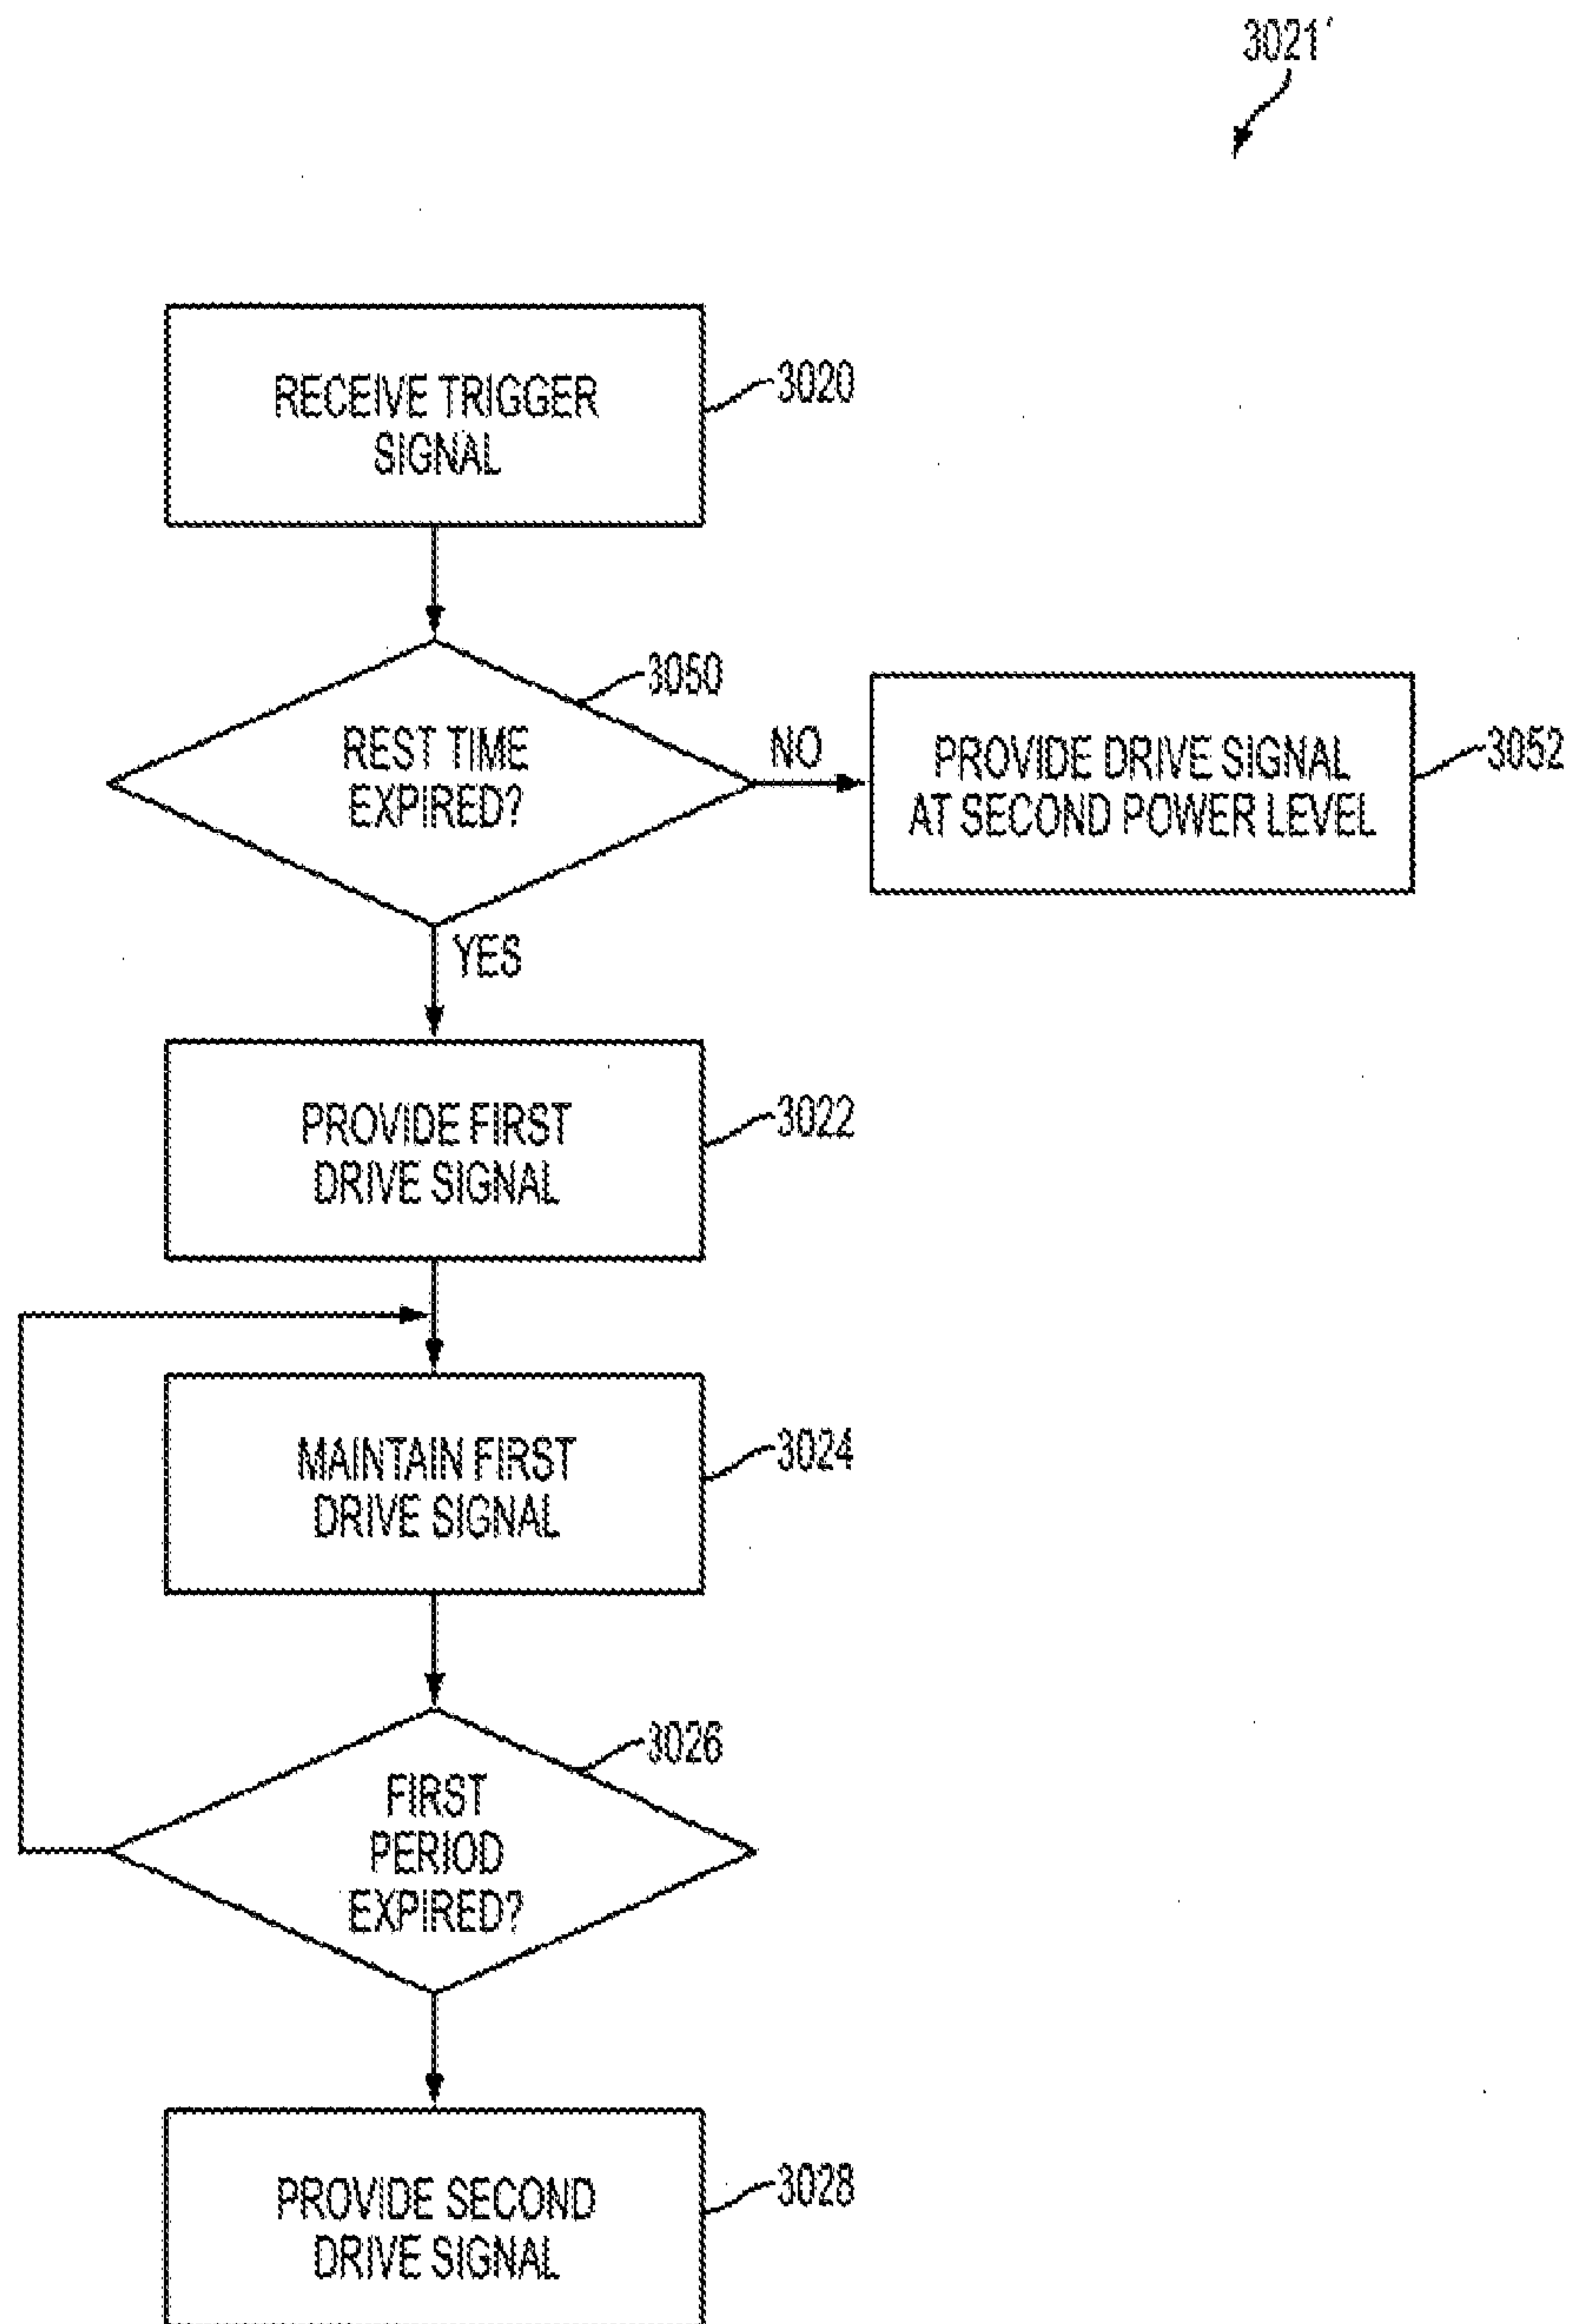 3021'
RECEIVE TRIGGER
SIGNAL
3020
3050
REST TIME
EXPIRED?
NO
PROVIDE DRIVE SIGNAL
AT SECOND POWER LEVEL
3052
YES
PROVIDE FIRST
DRIVE SIGNAL
3022
MAINTAIN FIRST
DRIVE SIGNAL
3024
3026
FIRST
PERIOD
EXPIRED?
PROVIDE SECOND
DRIVE SIGNAL
3028